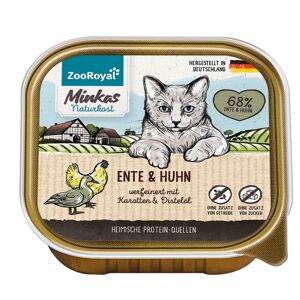 ZooRoyal
HERGESTELLT IN
DEUTSCHLAND
Minkas
Naturkost
68%
ENTE & HUHN
ENTE & HUHN
verfeinert mit
Karotten & Distelöl
OHNE ZUSATZ
VON GETREIDE
OHNE ZUSATZ
VON ZUCKER
HEIMISCHE PROTEIN-QUELLEN